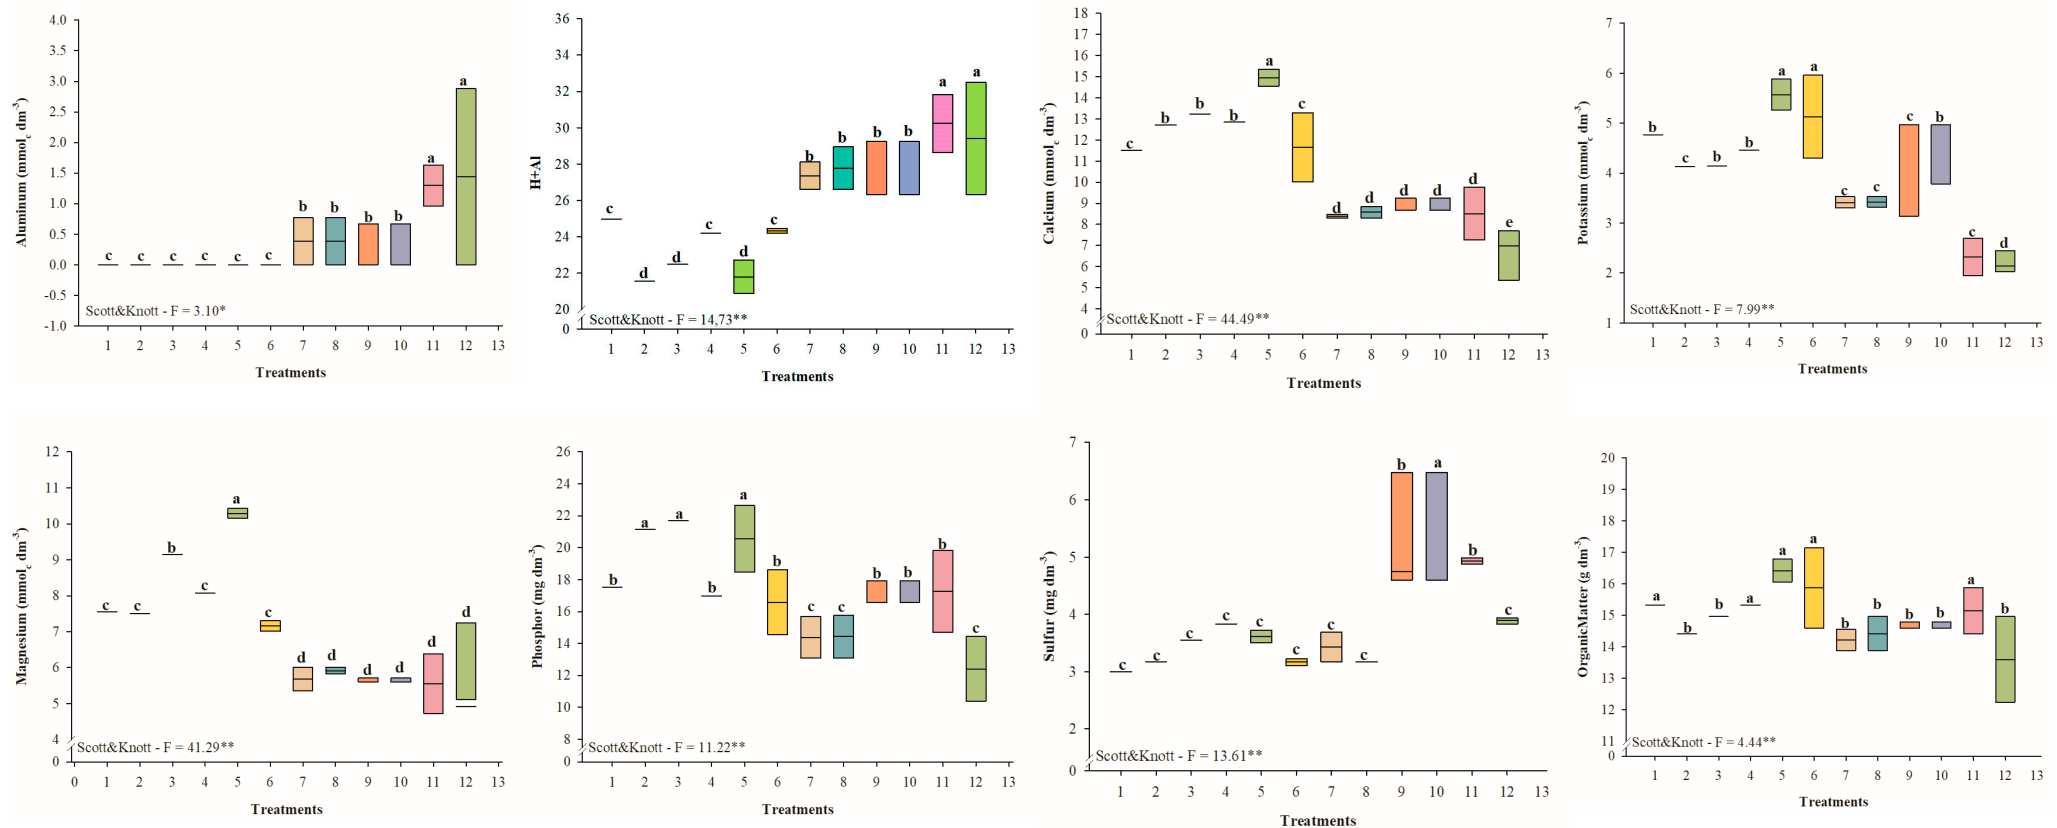 Aluminum (mmolc dm-3)
4.0
3.5
3.0
2.5
2.0
1.5
1.0
0.5
0.0
-0.5
-1.0
c c c c c c b b b b a a
Scott&Knott - F = 3.10*
1 2 3 4 5 6 7 8 9 10 11 12 13
Treatments
H+Al
36
34
32
30
28
26
24
22
20
0
c d d c d c b b b b a a
Scott&Knott - F = 14,73**
1 2 3 4 5 6 7 8 9 10 11 12 13
Treatments
Calcium (mmolc dm-3)
18
17
16
15
14
13
12
11
10
9
8
7
6
5
4
0
c b b b a c d d d d d e
Scott&Knott - F = 44.49**
1 2 3 4 5 6 7 8 9 10 11 12 13
Treatments
Potassium (mmolc dm-3)
7
6
5
4
3
2
1
b c b b a a c c c b c d
Scott&Knott - F = 7.99**
1 2 3 4 5 6 7 8 9 10 11 12 13
Treatments
Magnesium (mmolc dm-3)
12
10
9
8
7
6
5
4
0
c c b c a c d d d d d d
Scott&Knott - F = 41.29**
0 1 2 3 4 5 6 7 8 9 10 11 12 13
Treatments
Phosphor (mg dm-3)
26
24
22
20
18
16
14
12
10
8
0
b a a b a b c c b b b c
Scott&Knott - F = 11.22**
1 2 3 4 5 6 7 8 9 10 11 12 13
Treatments
Sulfur (mg dm-3)
7
6
5
4
3
2
0
c c c c c c c c b a b c
Scott&Knott - F = 13.61**
1 2 3 4 5 6 7 8 9 10 11 12 13
Treatments
OrganicMatter (g dm-3)
20
19
18
17
16
15
14
13
12
11
0
a b b a a a b b b b a b
Scott&Knott - F = 4.44**
1 2 3 4 5 6 7 8 9 10 11 12 13
Treatments